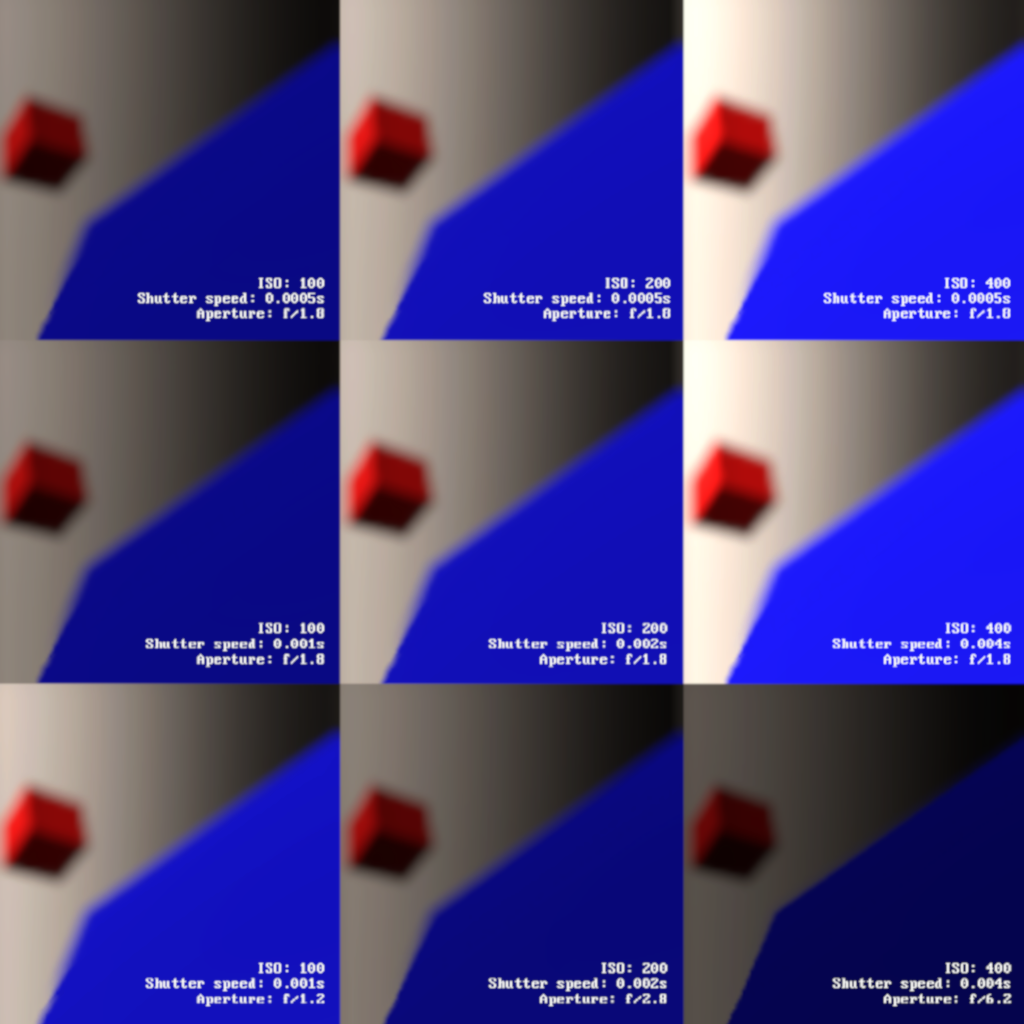 ISO: 100
Shutter speed: 0.0005s
Aperture: f/1.8
ISO: 200
Shutter speed: 0.0005s
Aperture: f/1.8
ISO: 400
Shutter speed: 0.0005s
Aperture: f/1.8
ISO: 100
Shutter speed: 0.001s
Aperture: f/1.8
ISO: 200
Shutter speed: 0.002s
Aperture: f/1.8
ISO: 400
Shutter speed: 0.004s
Aperture: f/1.8
ISO: 100
Shutter speed: 0.001s
Aperture: f/1.2
ISO: 200
Shutter speed: 0.002s
Aperture: f/2.8
ISO: 400
Shutter speed: 0.004s
Aperture: f/6.2